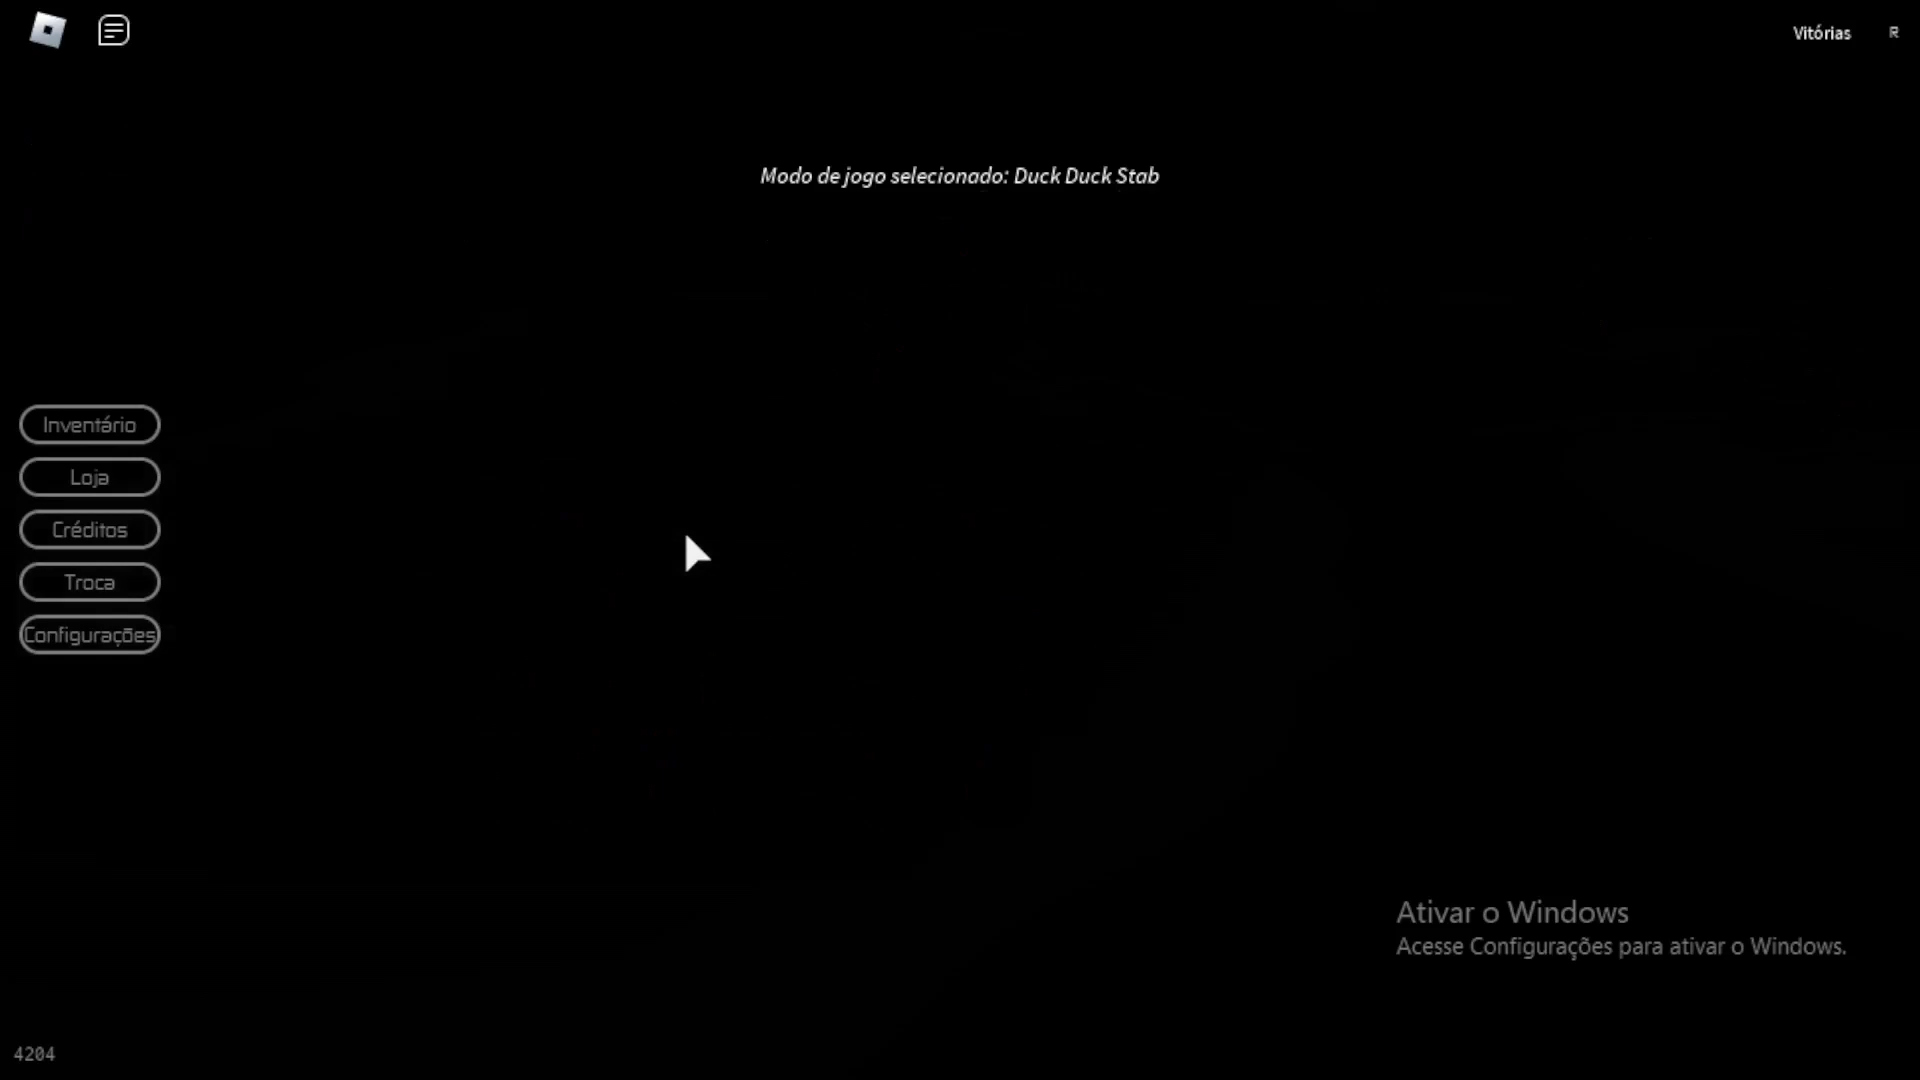 Vitórias R
Modo de jogo selecionado: Duck Duck Stab
Inventário
Loja
Créditos
Troca
Configurações
Ativar o Windows
Acesse Configurações para ativar o Windows.
4204